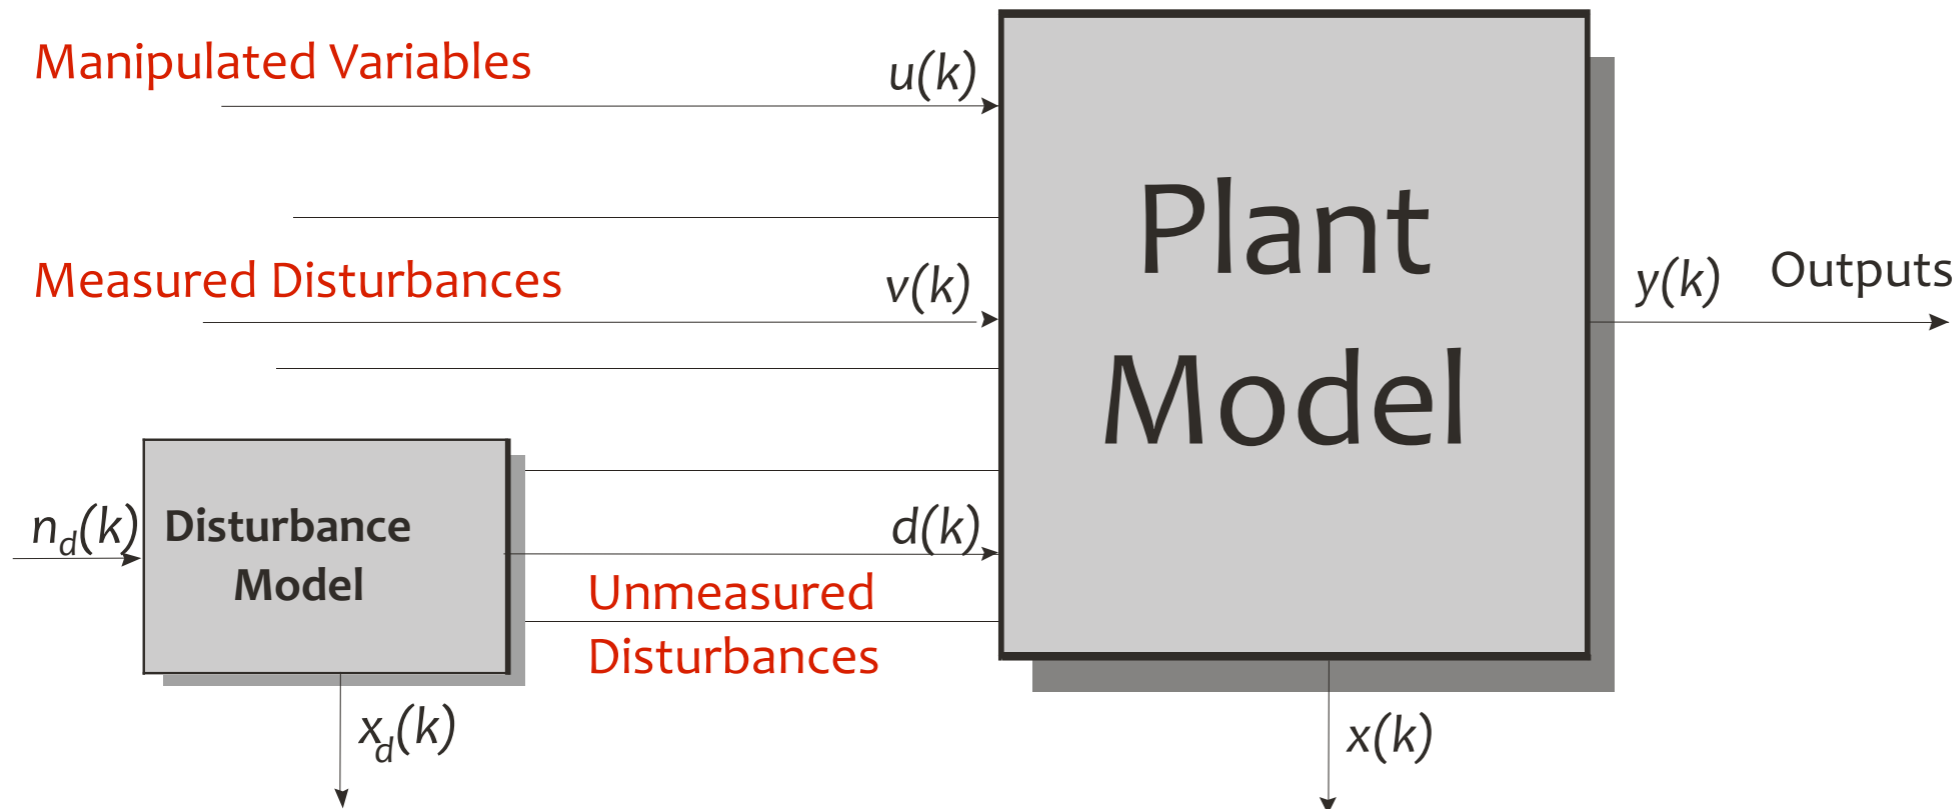 Manipulated Variables
u(k)
Plant
Model
Measured Disturbances
v(k)
y(k)
Outputs
n_d(k)
Disturbance
Model
d(k)
Unmeasured
Disturbances
x_d(k)
x(k)